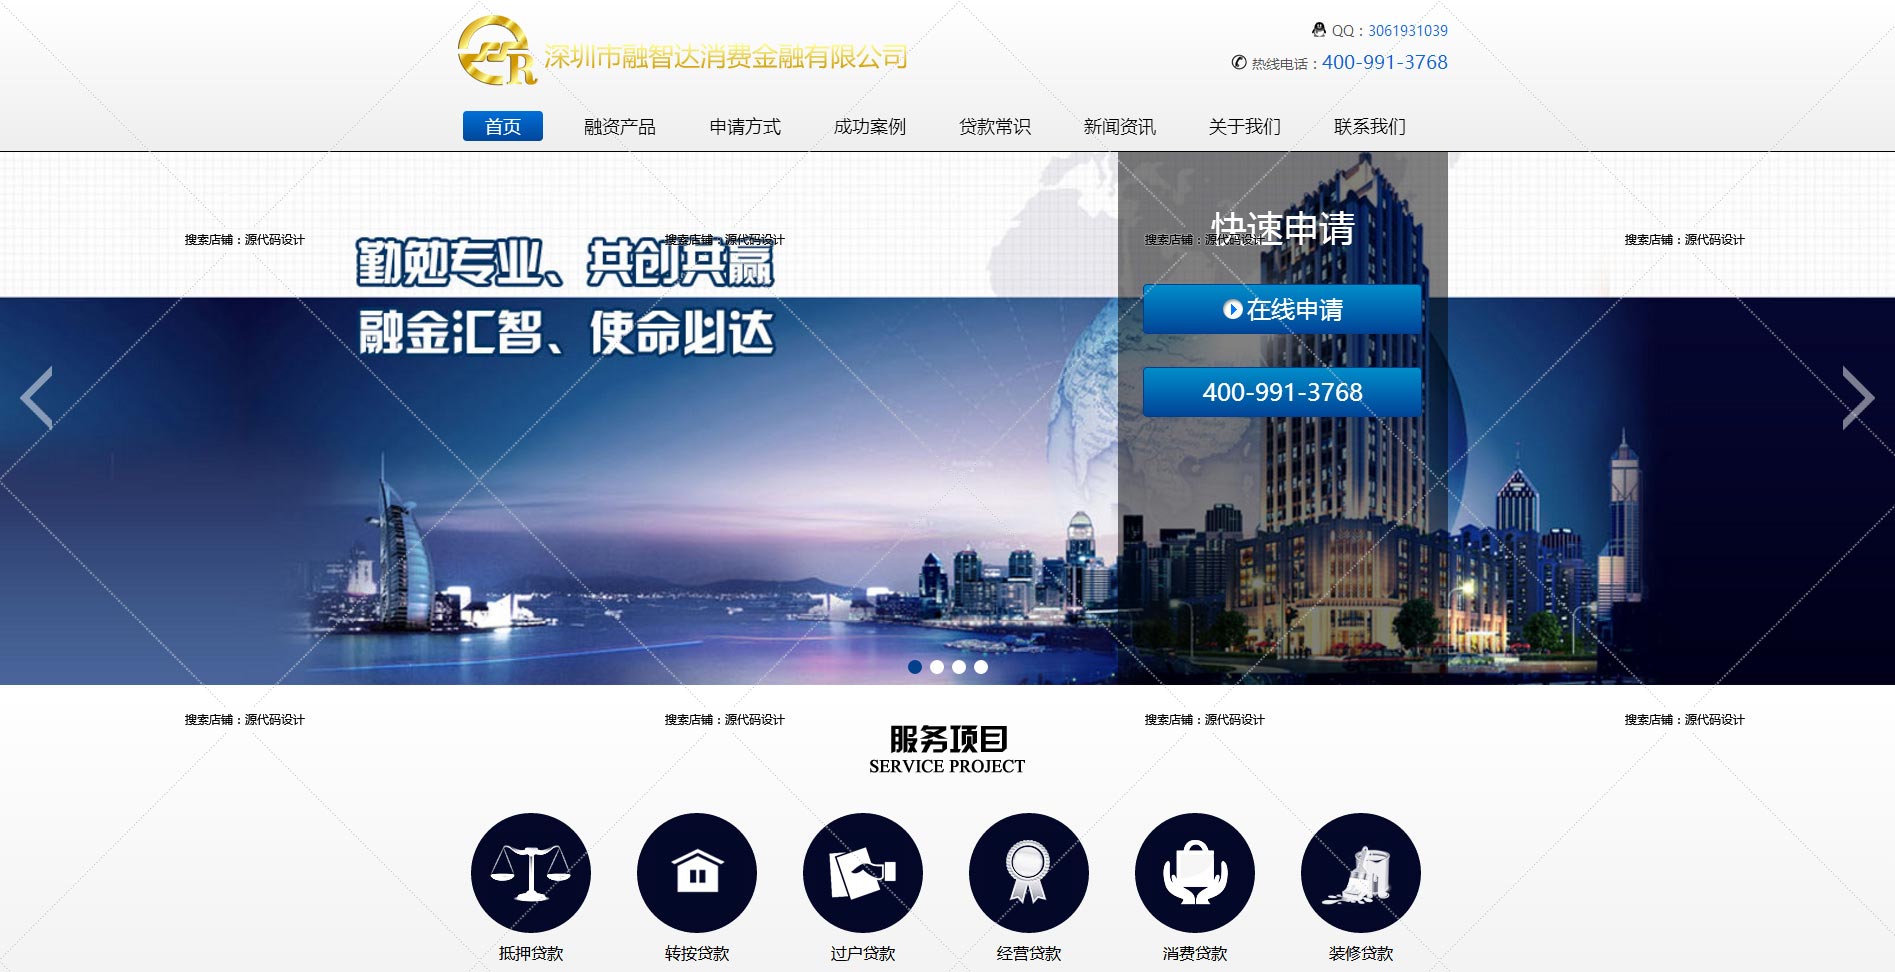 深圳市融智达消费金融有限公司
QQ：3061931039
热线电话：400-991-3768
首页
融资产品
申请方式
成功案例
贷款常识
新闻资讯
关于我们
联系我们
搜索店铺：源代码设计
搜索店铺：源代码设计
搜索店铺：源代码设计
搜索店铺：源代码设计
勤勉专业、共创共赢
融金汇智、使命必达
快速申请
在线申请
400-991-3768
搜索店铺：源代码设计
搜索店铺：源代码设计
搜索店铺：源代码设计
搜索店铺：源代码设计
服务项目
SERVICE PROJECT
抵押贷款
转按贷款
过户贷款
经营贷款
消费贷款
装修贷款